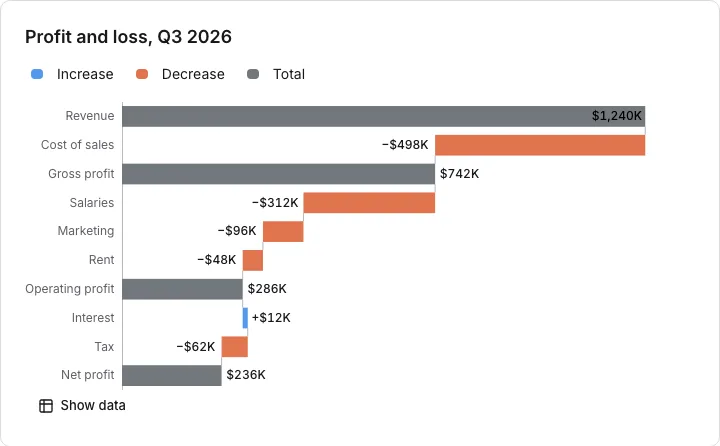 Profit and loss, Q3 2026
Increase Decrease Total
Revenue $1,240K
Cost of sales −$498K
Gross profit $742K
Salaries −$312K
Marketing −$96K
Rent −$48K
Operating profit $286K
Interest +$12K
Tax −$62K
Net profit $236K
Show data